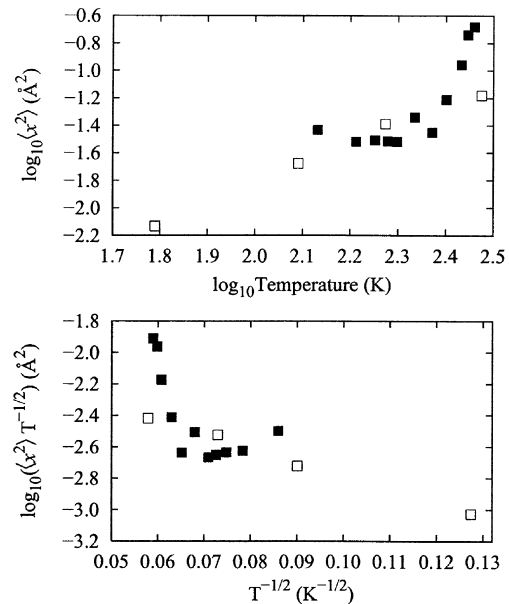 −0.6
−0.8
−1.0
−1.2
−1.4
−1.6
−1.8
−2.0
−2.2
log₁₀⟨x²⟩ (Å²)
1.7 1.8 1.9 2.0 2.1 2.2 2.3 2.4 2.5
log₁₀Temperature (K)
−1.8
−2.0
−2.2
−2.4
−2.6
−2.8
−3.0
−3.2
log₁₀(⟨x²⟩ T⁻¹/²) (Å²)
0.05 0.06 0.07 0.08 0.09 0.10 0.11 0.12 0.13
T⁻¹/² (K⁻¹/²)